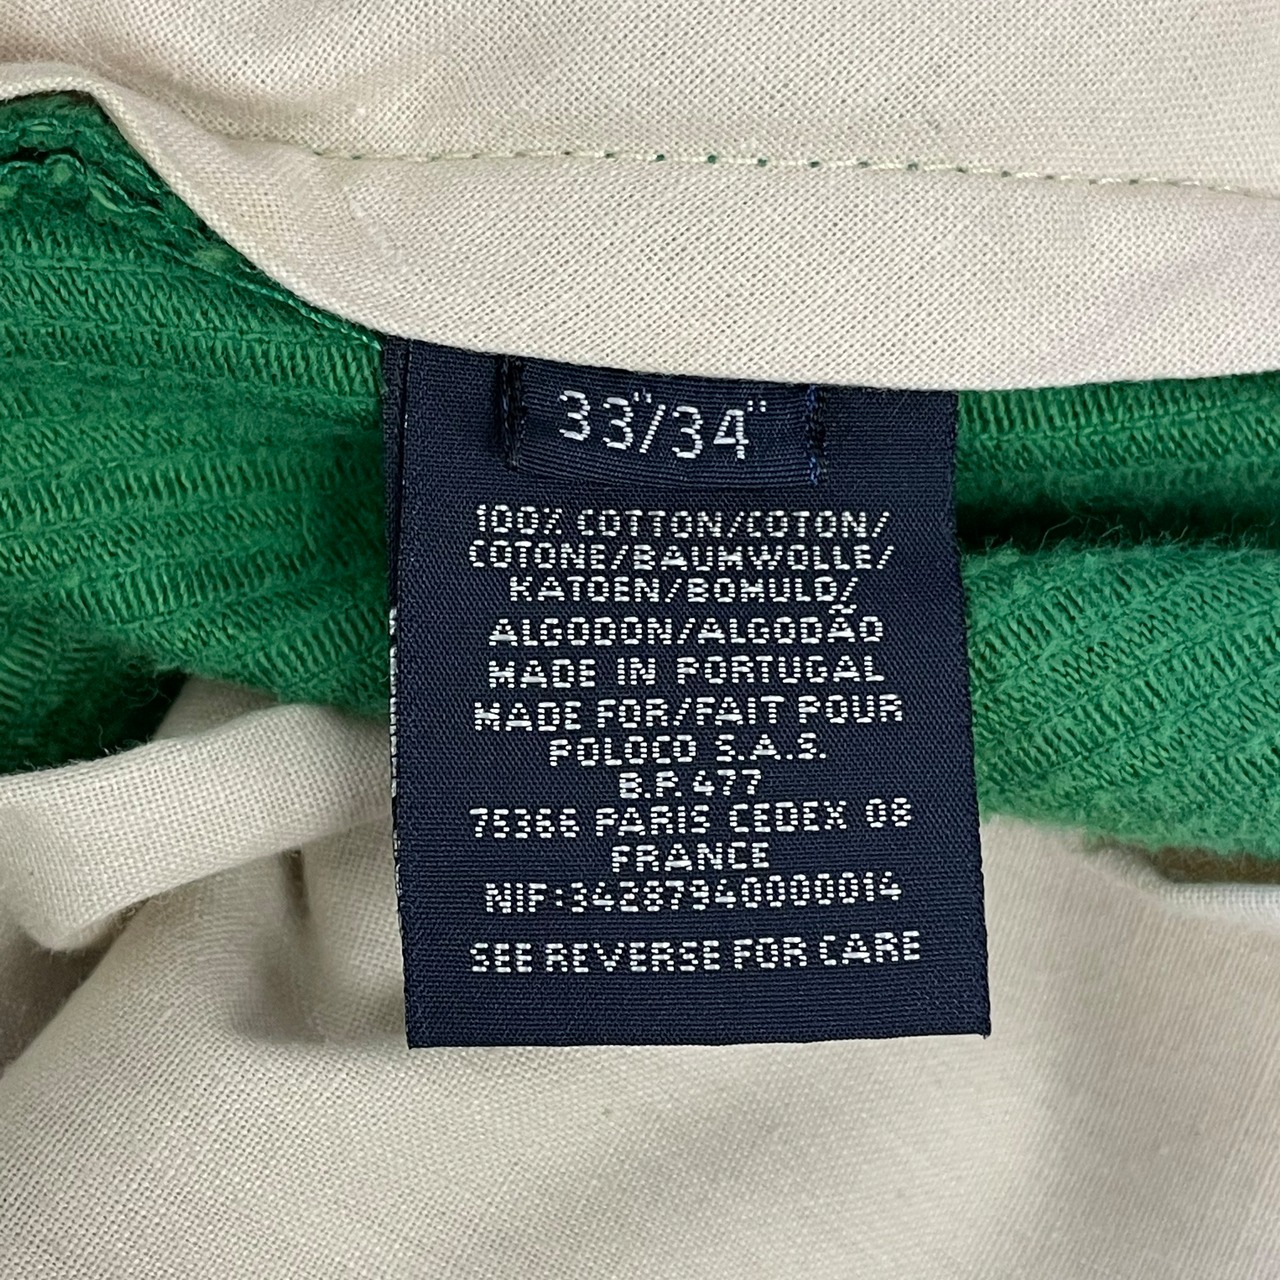 33"/34"
100% COTTON/COTON/
COTONE/BAUMWOLLE/
KATOEN/BOMULD/
ALGODON/ALGODÃO
MADE IN PORTUGAL
MADE FOR/FAIT POUR
POLOCO S.A.S.
B.P. 477
75366 PARIS CEDEX 08
FRANCE
NIF:34287940000014
SEE REVERSE FOR CARE